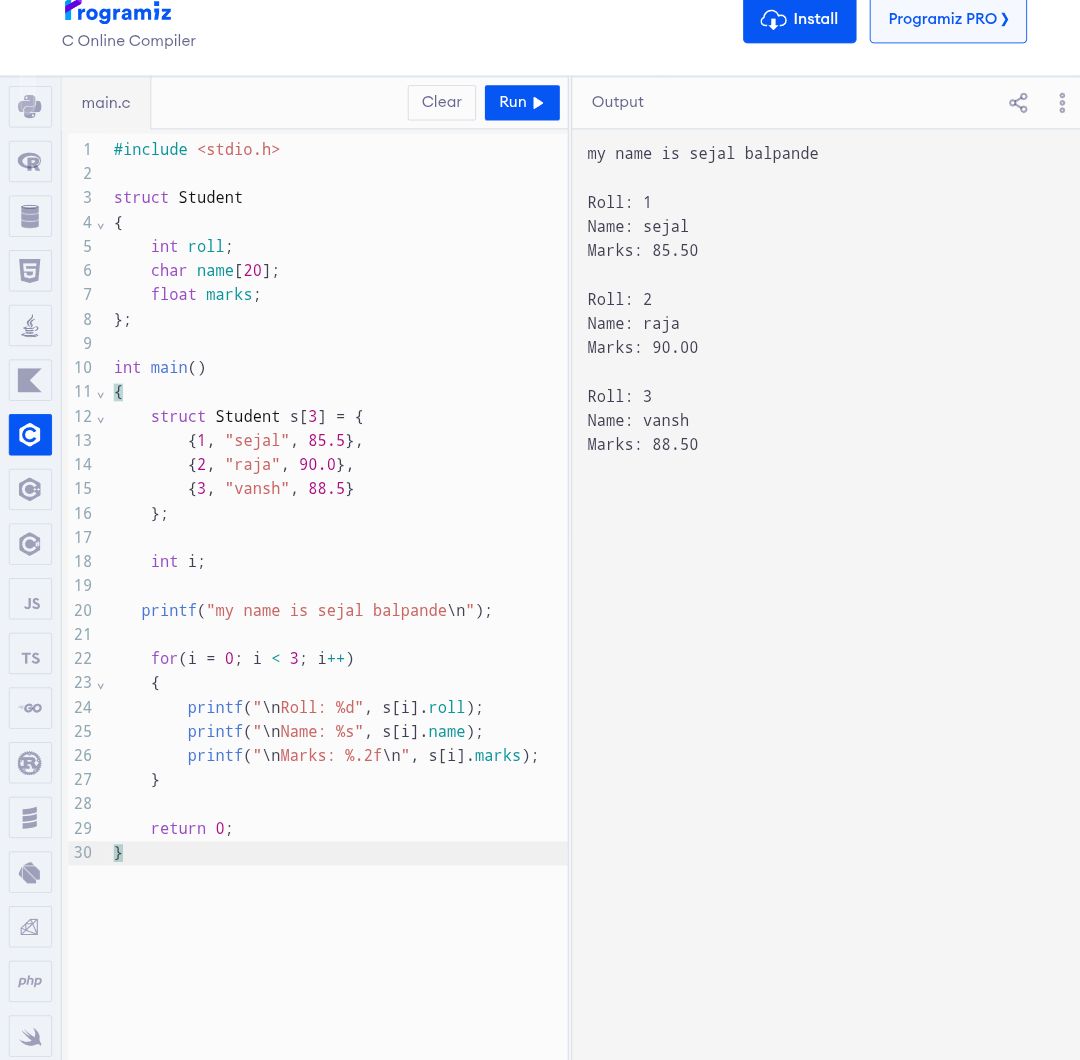 Programiz
C Online Compiler
Install
Programiz PRO ❯
main.c
Clear
Run
Output
1 #include <stdio.h>
2
3 struct Student
4 {
5     int roll;
6     char name[20];
7     float marks;
8 };
9
10 int main()
11 {
12     struct Student s[3] = {
13         {1, "sejal", 85.5},
14         {2, "raja", 90.0},
15         {3, "vansh", 88.5}
16     };
17
18     int i;
19
20    printf("my name is sejal balpande\n");
21
22     for(i = 0; i < 3; i++)
23     {
24         printf("\nRoll: %d", s[i].roll);
25         printf("\nName: %s", s[i].name);
26         printf("\nMarks: %.2f\n", s[i].marks);
27     }
28
29     return 0;
30 }
my name is sejal balpande
Roll: 1
Name: sejal
Marks: 85.50
Roll: 2
Name: raja
Marks: 90.00
Roll: 3
Name: vansh
Marks: 88.50
R
5
C
C
JS
TS
GO
php